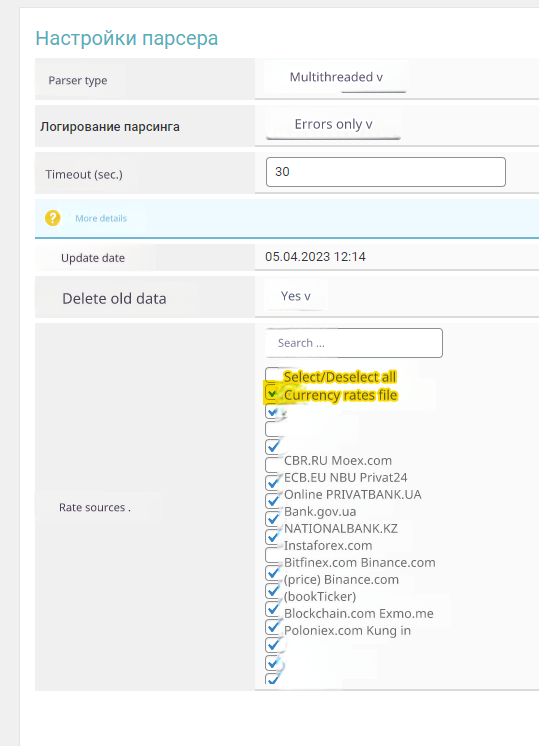 Настройки парсера
Parser type
Multithreaded v
Логирование парсинга
Errors only v
Timeout (sec.)
30
? More details
Update date
05.04.2023 12:14
Delete old data
Yes v
Search ...
Select/Deselect all
Currency rates file
CBR.RU Moex.com
ECB.EU NBU Privat24
Online PRIVATBANK.UA
Bank.gov.ua
NATIONALBANK.KZ
Rate sources .
Instaforex.com
Bitfinex.com Binance.com
(price) Binance.com
(bookTicker)
Blockchain.com Exmo.me
Poloniex.com Kung in